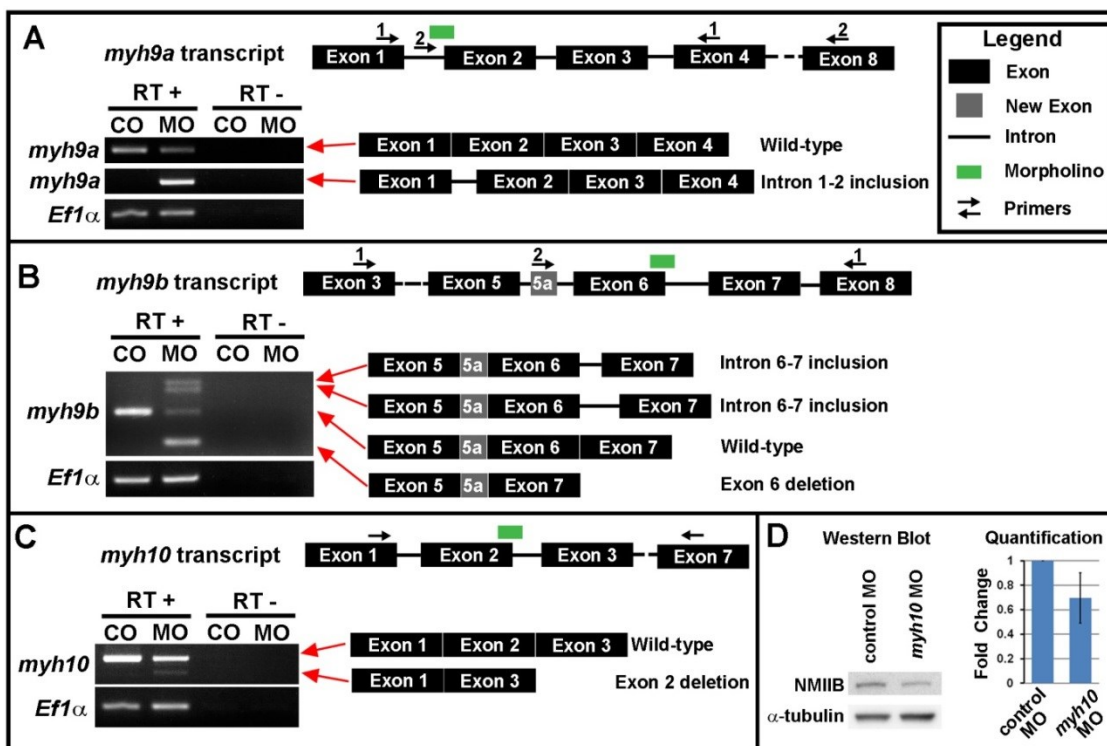 A
myh9a transcript
1 2 1 2
Exon 1 Exon 2 Exon 3 Exon 4 Exon 8
RT + RT -
CO MO CO MO
myh9a
Exon 1 Exon 2 Exon 3 Exon 4 Wild-type
myh9a
Exon 1 Exon 2 Exon 3 Exon 4 Intron 1-2 inclusion
Ef1α
Legend
Exon
New Exon
Intron
Morpholino
Primers
B
myh9b transcript
1 2 1
Exon 3 Exon 5 5a Exon 6 Exon 7 Exon 8
RT + RT -
CO MO CO MO
myh9b
Exon 5 5a Exon 6 Exon 7 Intron 6-7 inclusion
Exon 5 5a Exon 6 Exon 7 Intron 6-7 inclusion
Exon 5 5a Exon 6 Exon 7 Wild-type
Exon 5 5a Exon 7 Exon 6 deletion
Ef1α
C
myh10 transcript
Exon 1 Exon 2 Exon 3 Exon 7
RT + RT -
CO MO CO MO
myh10
Exon 1 Exon 2 Exon 3 Wild-type
Exon 1 Exon 3 Exon 2 deletion
Ef1α
D
Western Blot
control MO
myh10 MO
NMIIB
α-tubulin
Quantification
Fold Change
1
0.8
0.6
0.4
0.2
0
control MO
myh10 MO